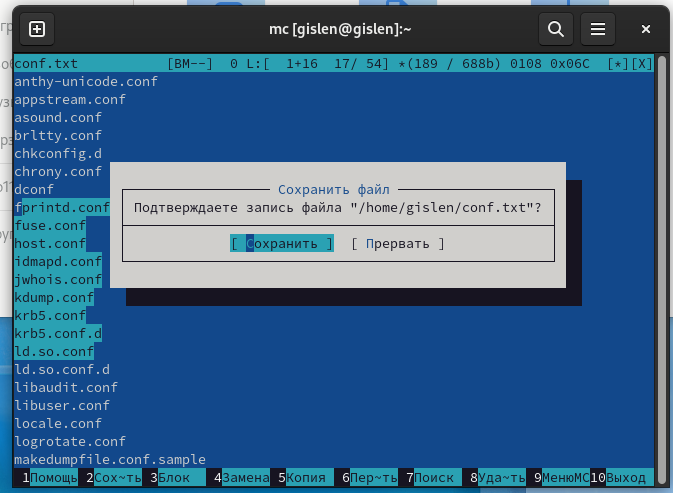 mc [gislen@gislen]:~
conf.txt [BM--] 0 L:[ 1+16 17/ 54] *(189 / 688b) 0108 0x06C [*][X]
anthy-unicode.conf
appstream.conf
asound.conf
brltty.conf
chkconfig.d
chrony.conf
dconf
fprintd.conf
fuse.conf
host.conf
idmapd.conf
jwhois.conf
kdump.conf
krb5.conf
krb5.conf.d
ld.so.conf
ld.so.conf.d
libaudit.conf
libuser.conf
locale.conf
logrotate.conf
makedumpfile.conf.sample
Сохранить файл
Подтверждаете запись файла "/home/gislen/conf.txt"?
[ Сохранить ] [ Прервать ]
1Помощь 2Сох~ть 3Блок 4Замена 5Копия 6Пер~ть 7Поиск 8Уда~ть 9МенюMC 10Выход